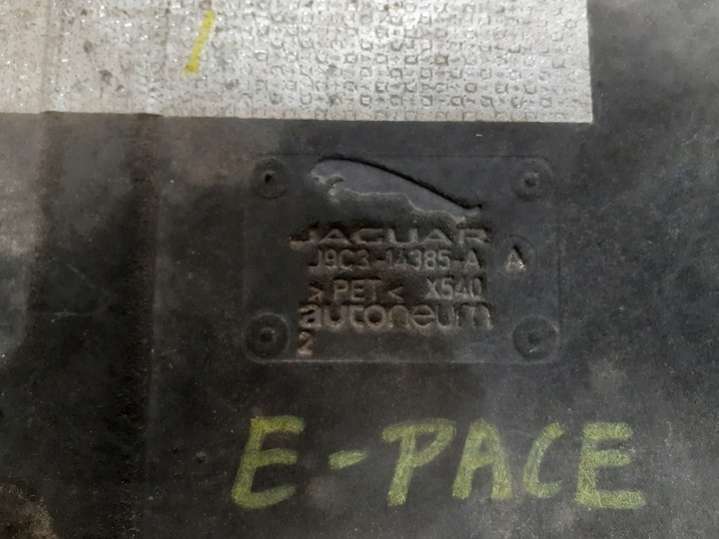 JAGUAR
J9C3-14385-A A
>PET< X540
autoneum
2
E-PACE